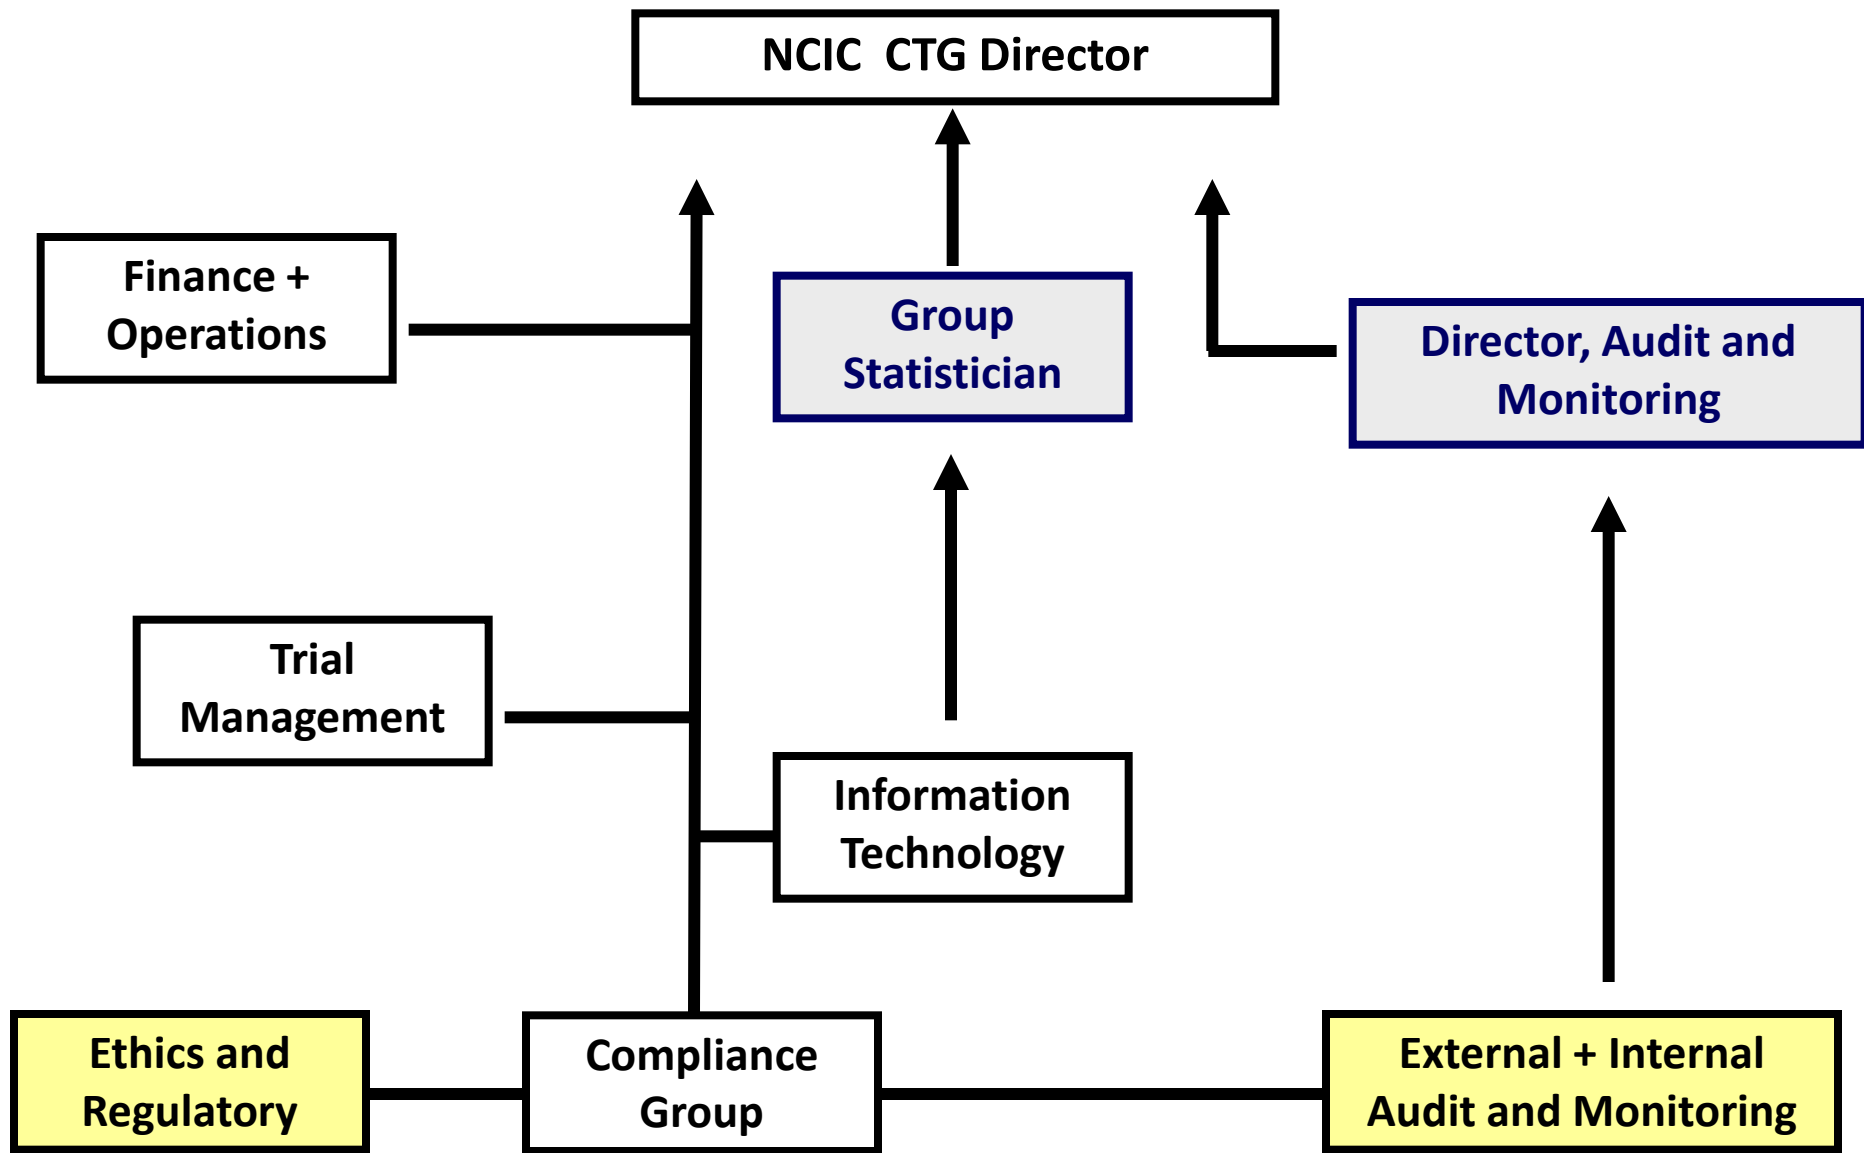 NCIC CTG Director
Finance +
Operations
Group
Statistician
Director, Audit and
Monitoring
Trial
Management
Information
Technology
Ethics and
Regulatory
Compliance
Group
External + Internal
Audit and Monitoring